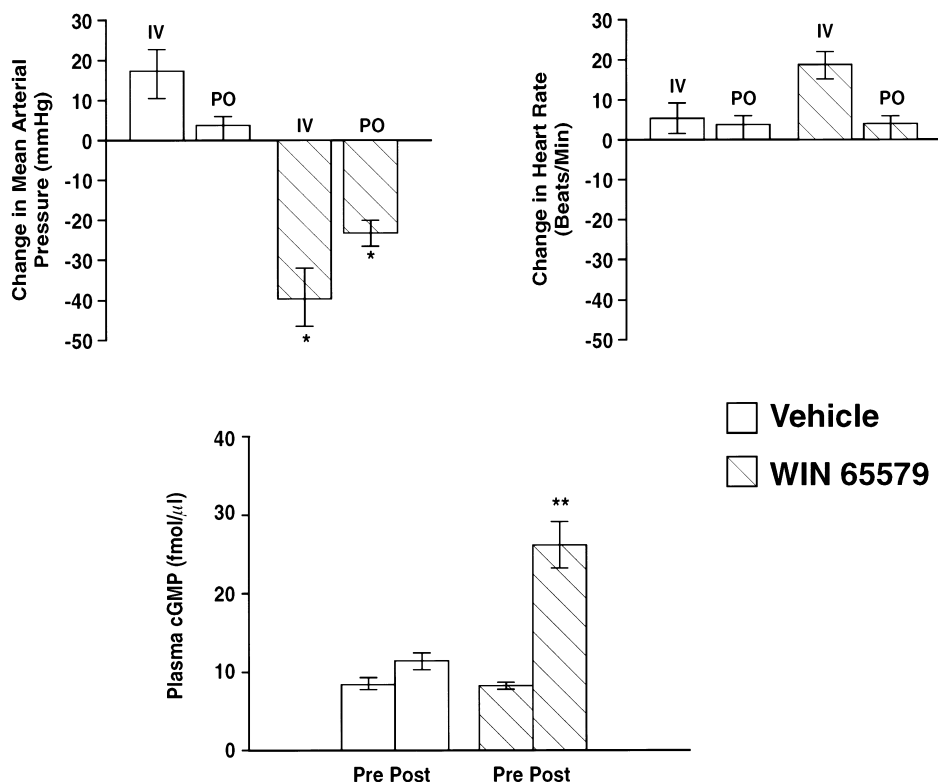 Change in Mean Arterial
Pressure (mmHg)
30
20
10
0
-10
-20
-30
-40
-50
IV
PO
IV
PO
*
*
Change in Heart Rate
(Beats/Min)
30
20
10
0
-10
-20
-30
-40
-50
IV
PO
IV
PO
Vehicle
WIN 65579
Plasma cGMP (fmol/µl)
40
30
20
10
0
**
Pre Post
Pre Post